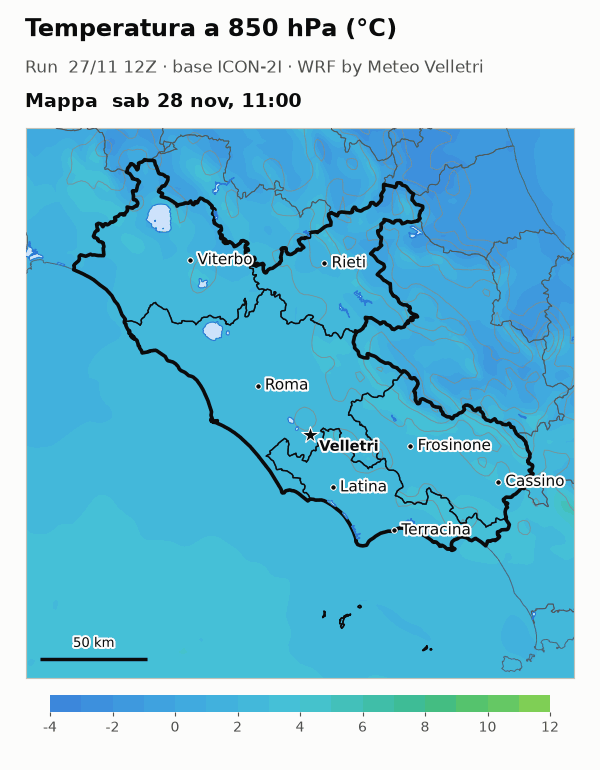 Temperatura a 850 hPa (°C)
Run  27/11 12Z · base ICON-2I · WRF by Meteo Velletri
Mappa  sab 28 nov, 11:00
Viterbo
Rieti
Roma
Velletri
Frosinone
Latina
Cassino
Terracina
50 km
-4 -2 0 2 4 6 8 10 12